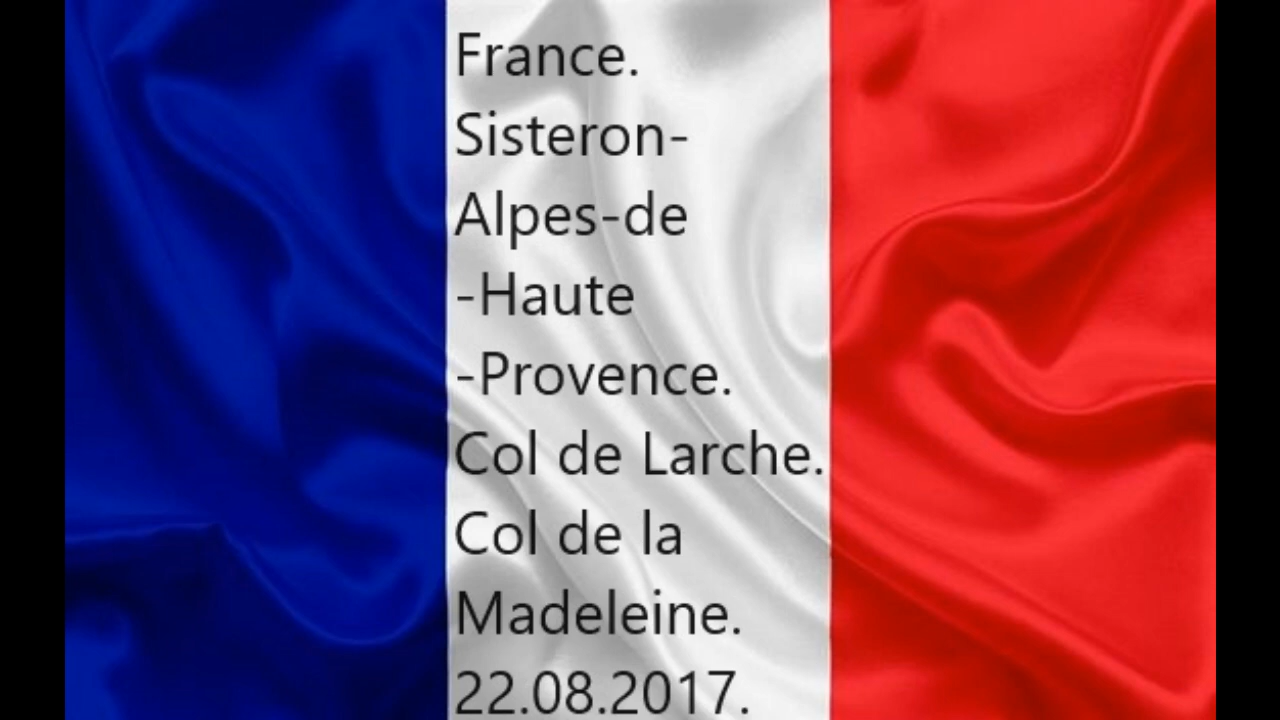 France.
Sisteron-
Alpes-de
-Haute
-Provence.
Col de Larche.
Col de la
Madeleine.
22.08.2017.